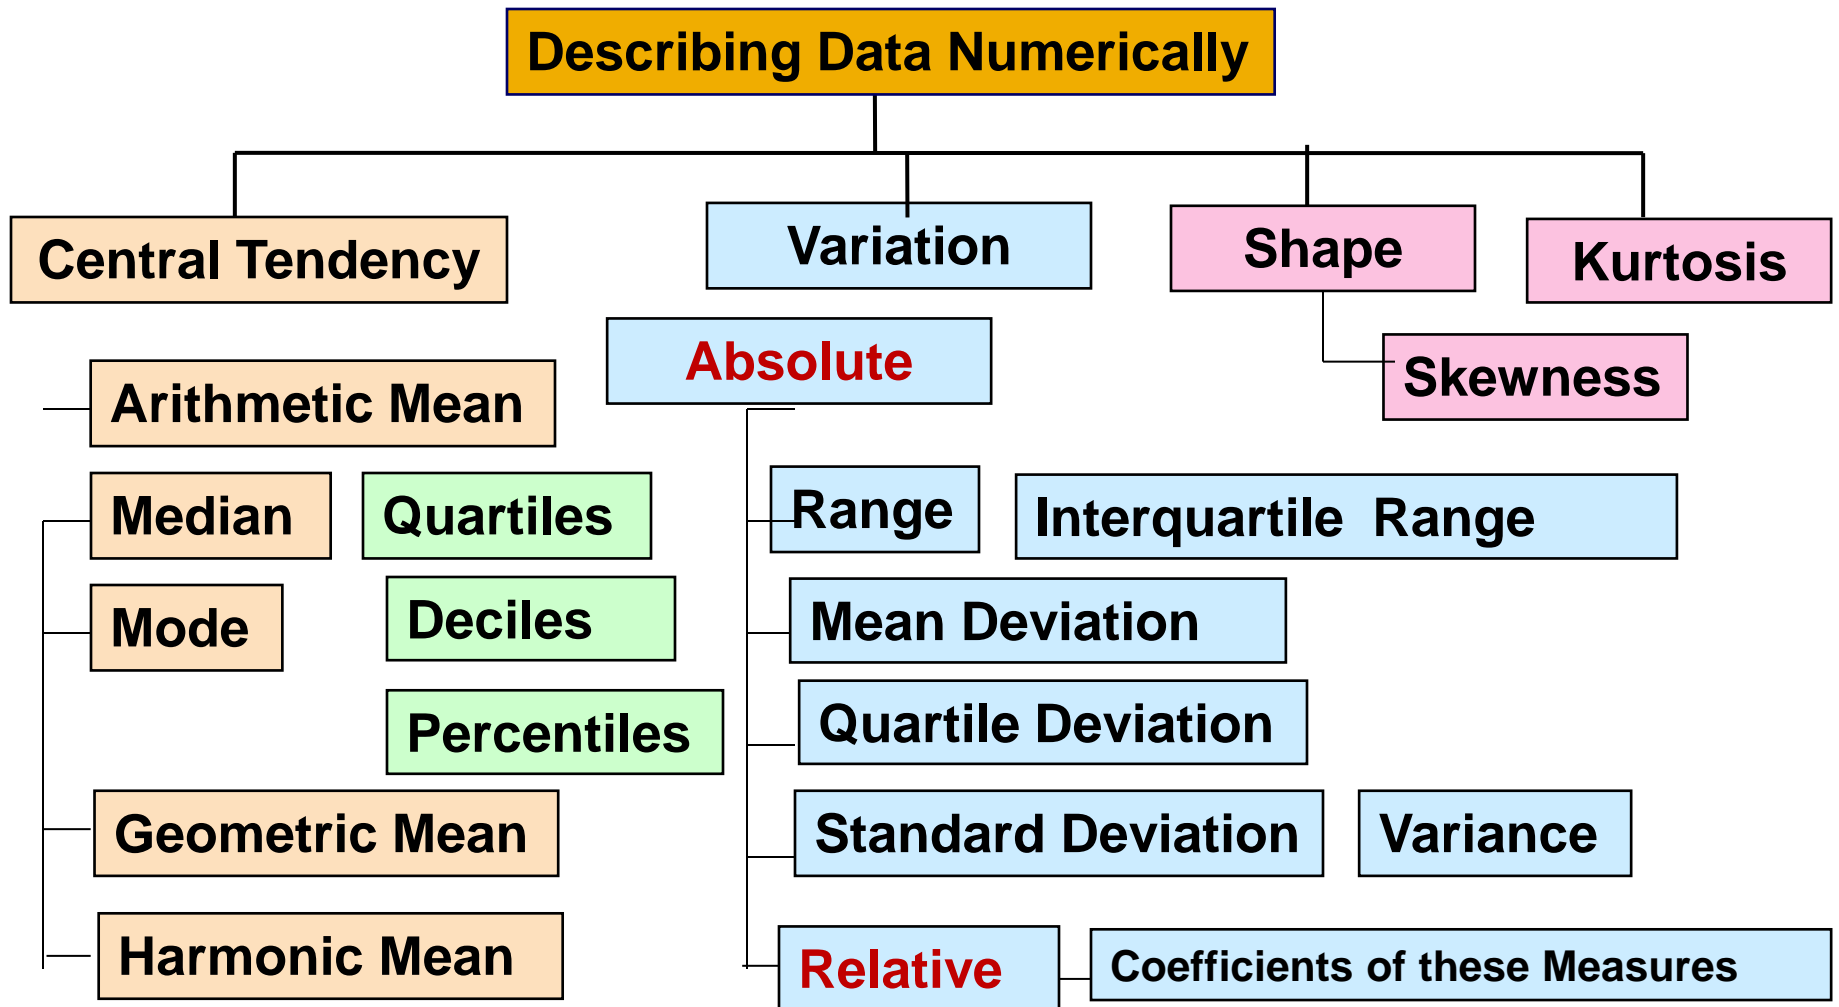 Describing Data Numerically
Central Tendency
Variation
Shape
Kurtosis
Absolute
Skewness
Arithmetic Mean
Median
Quartiles
Range
Interquartile Range
Mode
Deciles
Mean Deviation
Percentiles
Quartile Deviation
Geometric Mean
Standard Deviation
Variance
Harmonic Mean
Relative
Coefficients of these Measures